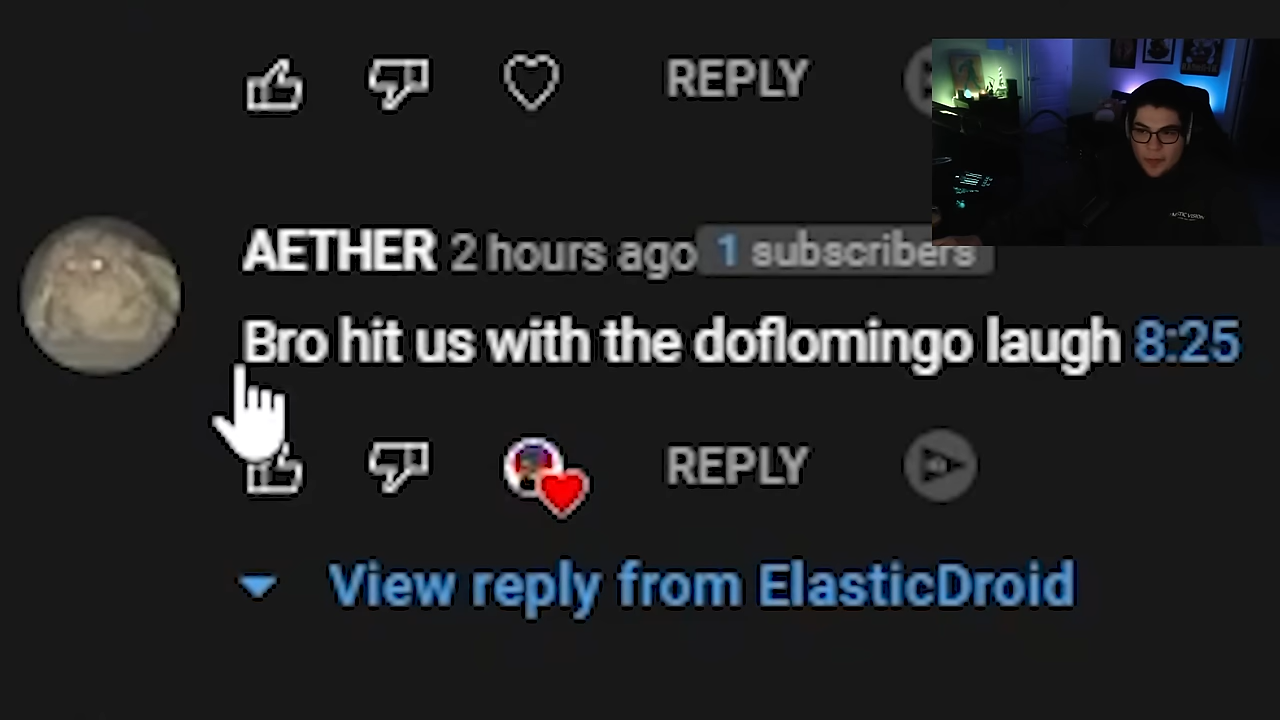 REPLY
AETHER 2 hours ago 1 subscribers
Bro hit us with the doflomingo laugh 8:25
REPLY
View reply from ElasticDroid